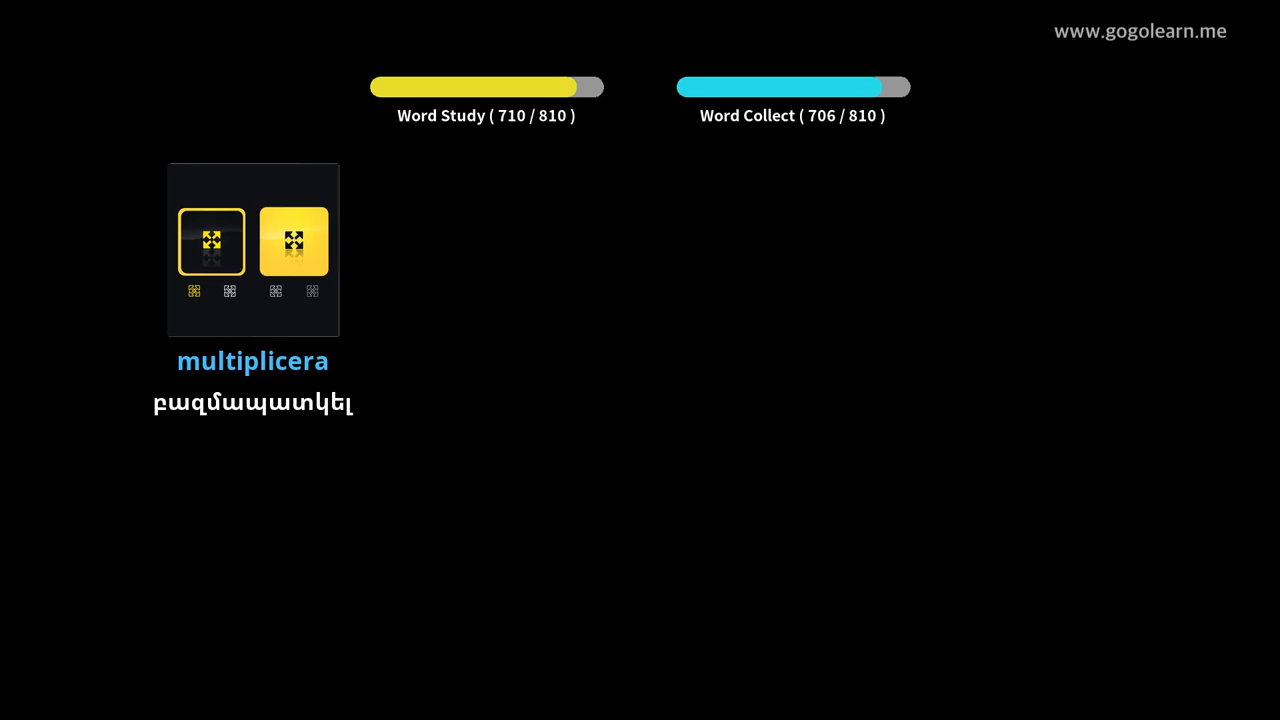 www.gogolearn.me
Word Study ( 710 / 810 )
Word Collect ( 706 / 810 )
multiplicera
բազմապատկել